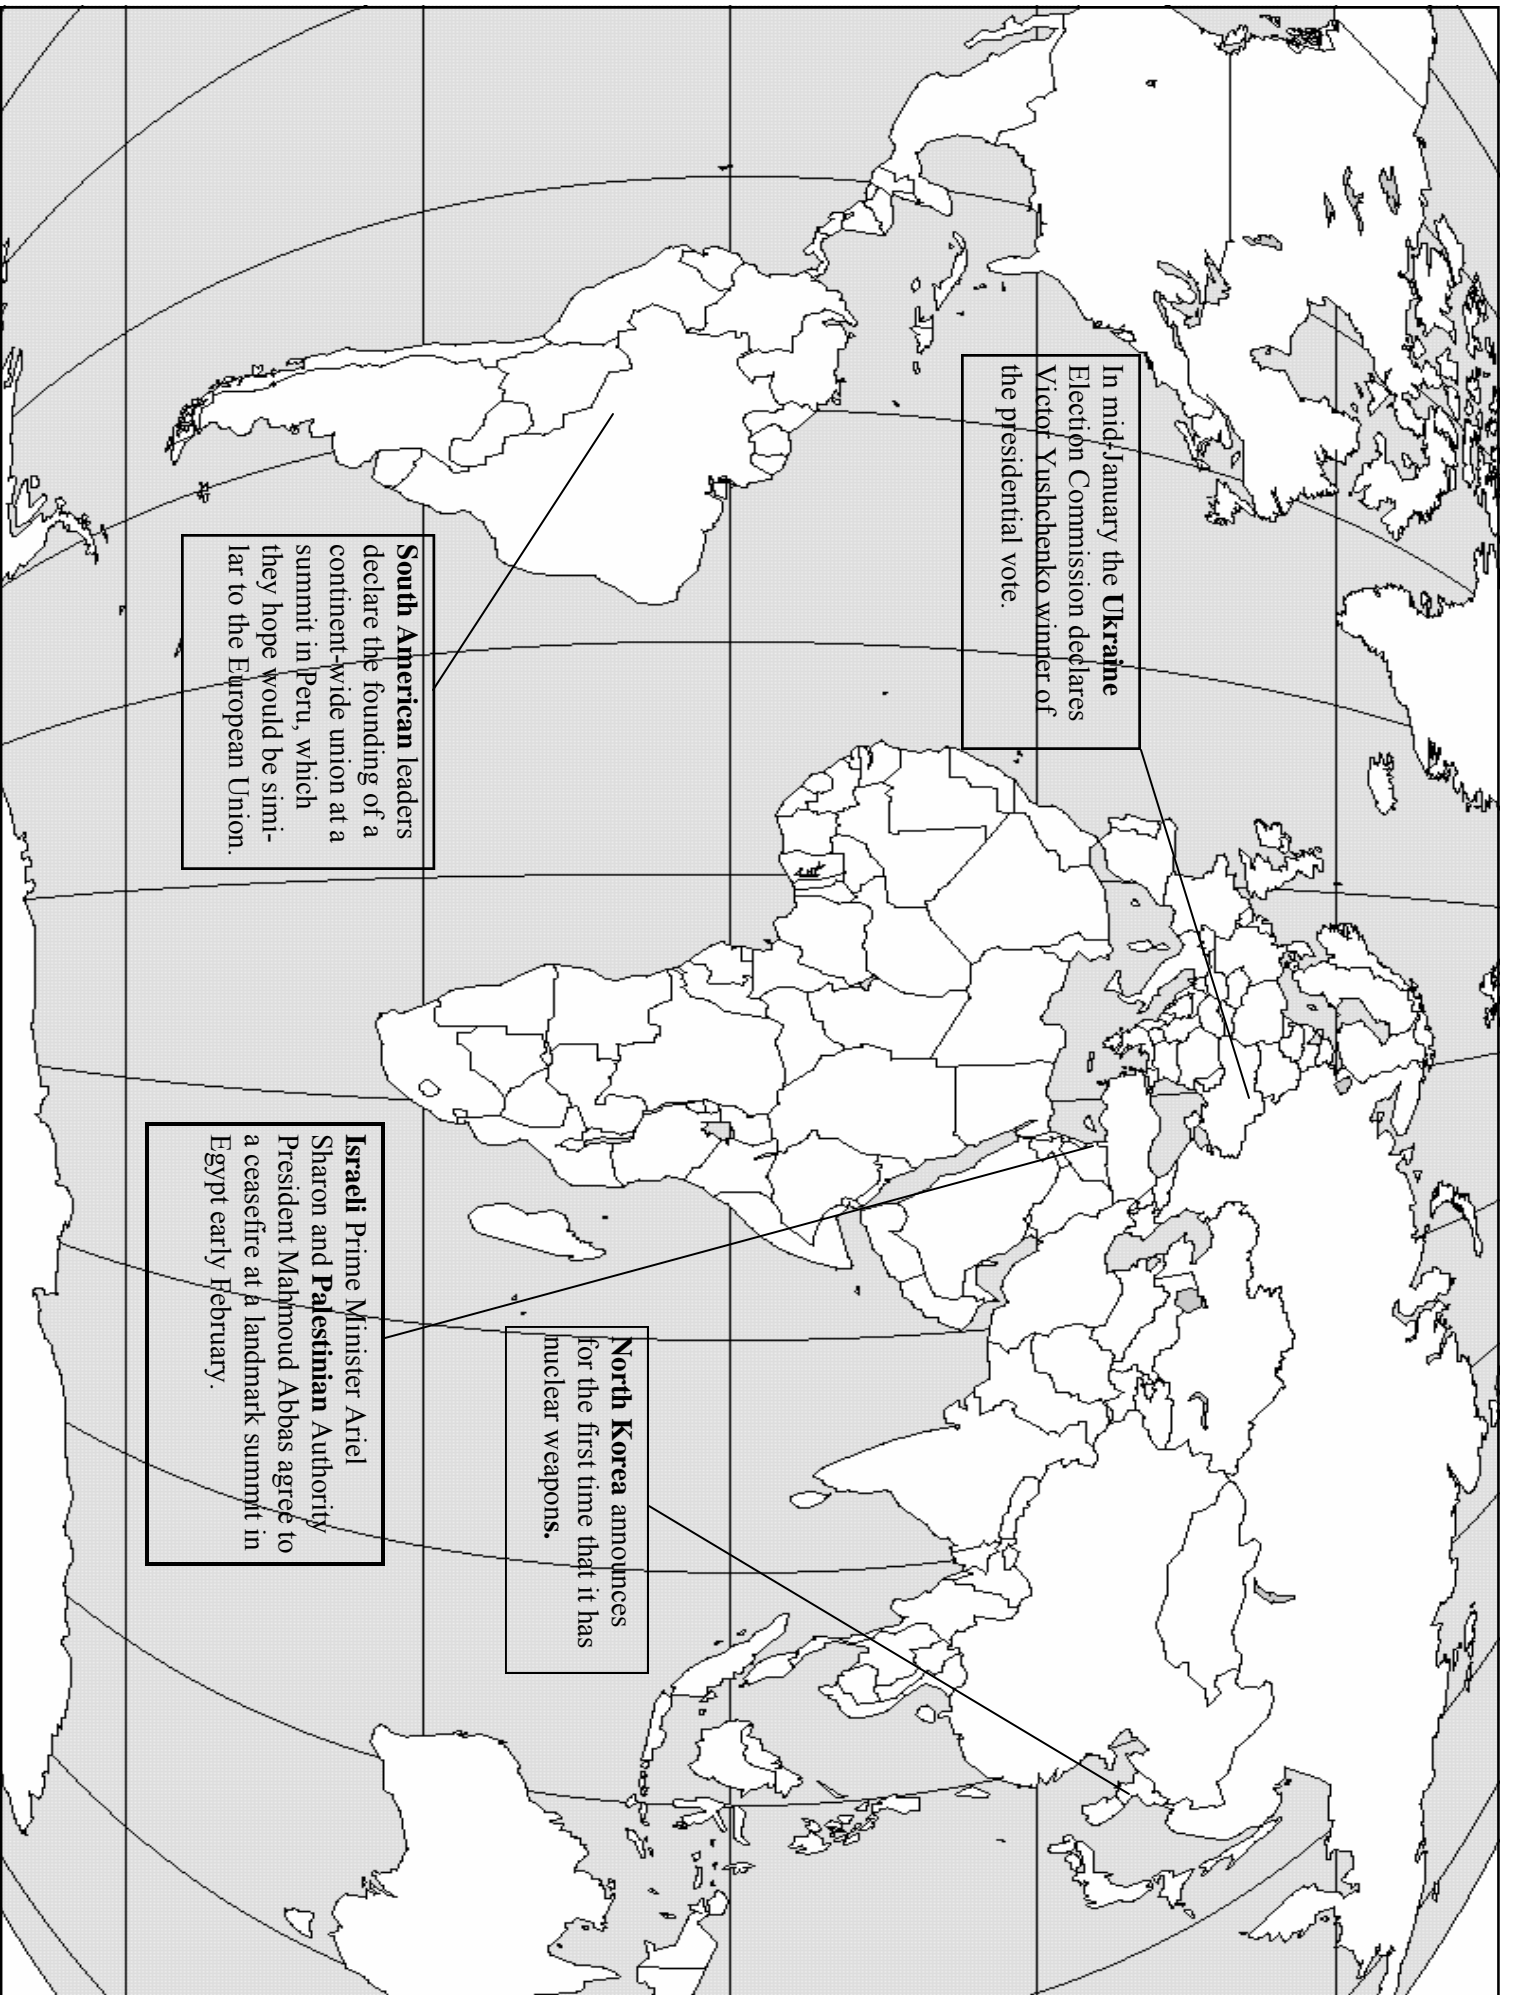 In mid-January the Ukraine
Election Commission declares
Victor Yushchenko winner of
the presidential vote.
South American leaders
declare the founding of a
continent-wide union at a
summit in Peru, which
they hope would be simi-
lar to the European Union.
Israeli Prime Minister Ariel
Sharon and Palestinian Authority
President Mahmoud Abbas agree to
a ceasefire at a landmark summit in
Egypt early February.
North Korea announces
for the first time that it has
nuclear weapons.